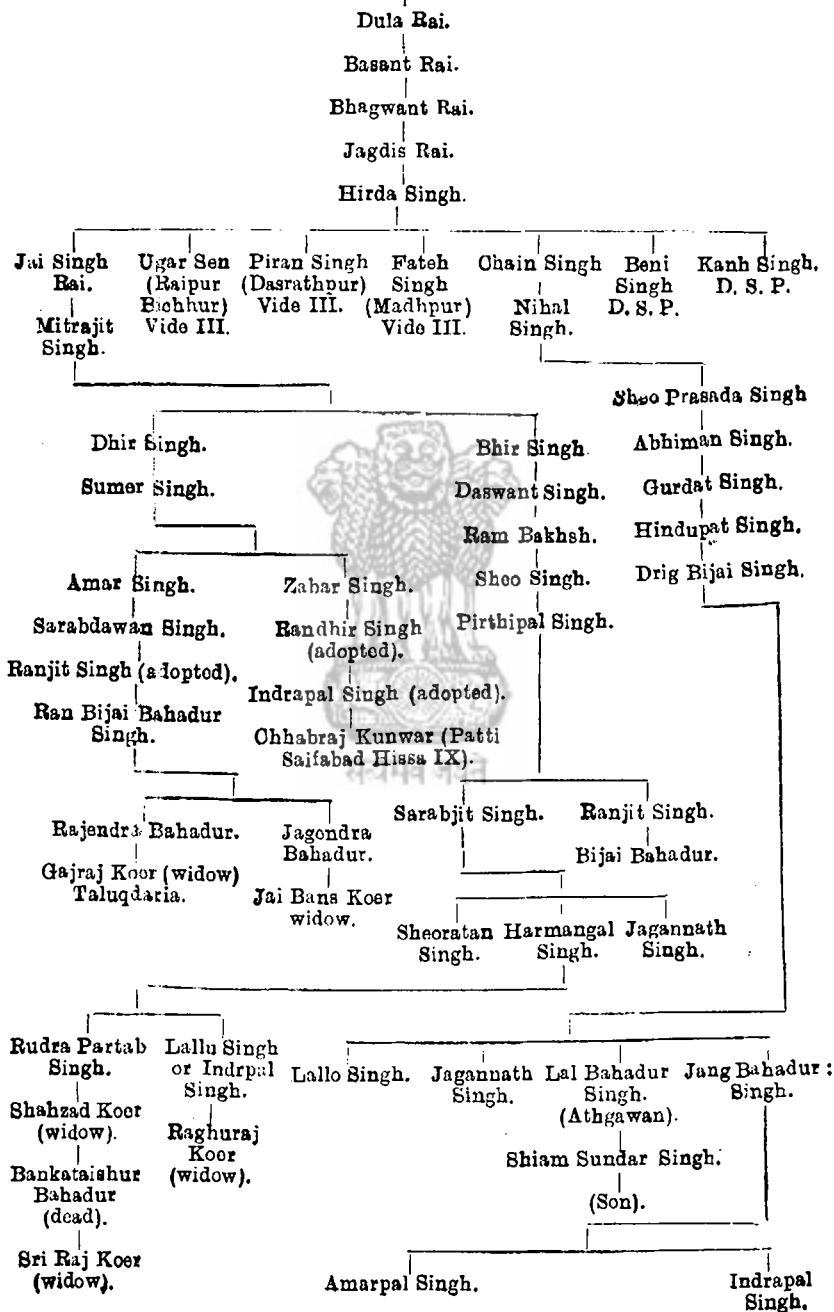 Dula Rai.
Basant Rai.
Bhagwant Rai.
Jagdis Rai.
Hirda Singh.
Jai Singh Rai.
Mitrajit Singh.
Ugar Sen (Raipur Bichhur) Vide III.
Piran Singh (Dasrathpur) Vide III.
Fateh Singh (Madhpur) Vide III.
Chain Singh
Nihal Singh.
Beni Singh D. S. P.
Kanh Singh. D. S. P.
Sheo Prasada Singh
Abhiman Singh.
Gurdat Singh.
Hindupat Singh.
Drig Bijai Singh.
Dhir Singh.
Sumer Singh.
Bhir Singh.
Daswant Singh.
Ram Bakhsh.
Sheo Singh.
Pirthipal Singh.
Amar Singh.
Sarabdawan Singh.
Ranjit Singh (adopted).
Ran Bijai Bahadur Singh.
Zabar Singh.
Randhir Singh (adopted).
Indrapal Singh (adopted).
Chhabraj Kunwar (Patti Saifabad Hissa IX).
सत्यमेव जयते
Rajendra Bahadur.
Gajraj Koer (widow) Taluqdaria.
Jagendra Bahadur.
Jai Bans Koer widow.
Sarabjit Singh.
Ranjit Singh.
Bijai Bahadur.
Sheoratan Singh.
Harmangal Singh.
Jagannath Singh.
Rudra Partab Singh.
Shahzad Koer (widow).
Bankataishur Bahadur (dead).
Sri Raj Koer (widow).
Lallu Singh or Indrpal Singh.
Raghuraj Koer (widow).
Lallo Singh.
Jagannath Singh.
Lal Bahadur Singh. (Athgawan).
Shiam Sundar Singh.
(Son).
Jang Bahadur Singh.
Amarpal Singh.
Indrapal Singh.